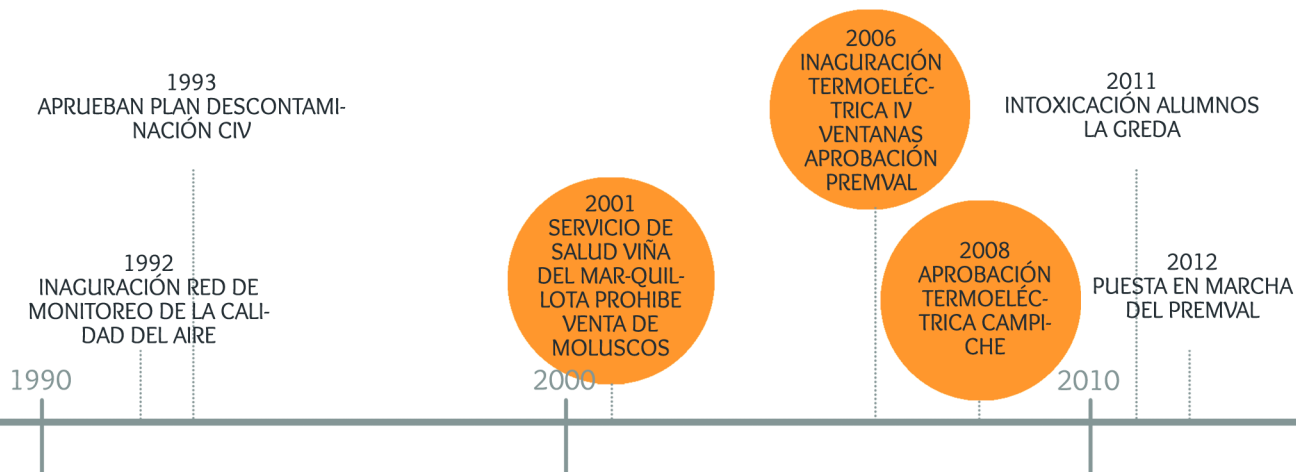 1993
APRUEBAN PLAN DESCONTAMI-
NACIÓN CIV
1992
INAGURACIÓN RED DE
MONITOREO DE LA CALI-
DAD DEL AIRE
2001
SERVICIO DE
SALUD VIÑA
DEL MAR-QUIL-
LOTA PROHIBE
VENTA DE
MOLUSCOS
2006
INAGURACIÓN
TERMOELÉC-
TRICA IV
VENTANAS
APROBACIÓN
PREMVAL
2008
APROBACIÓN
TERMOELÉC-
TRICA CAMPI-
CHE
2011
INTOXICACIÓN ALUMNOS
LA GREDA
2012
PUESTA EN MARCHA
DEL PREMVAL
1990
2000
2010